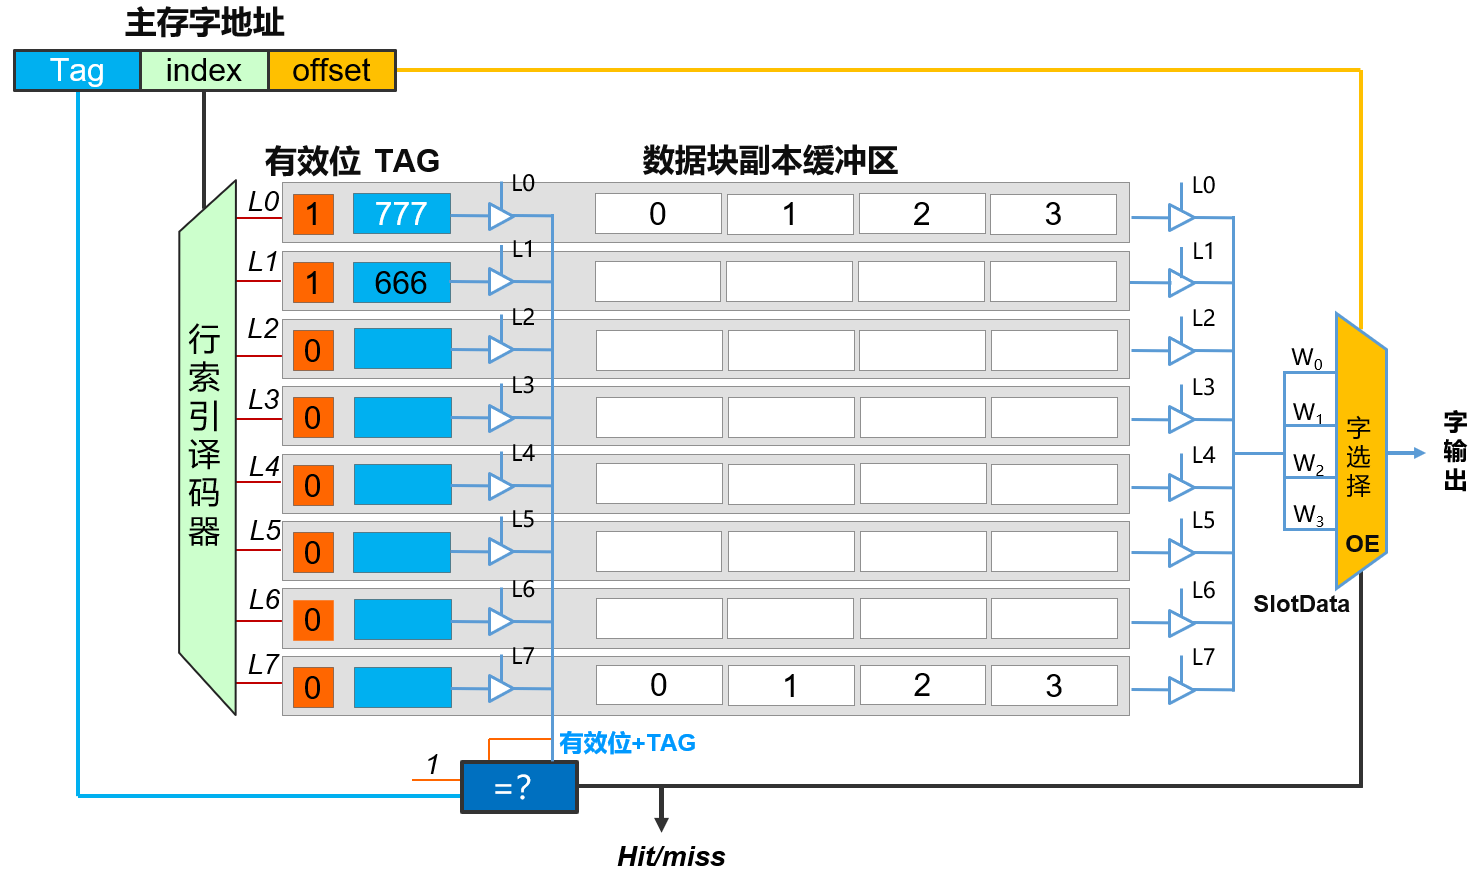 主存字地址
Tag index offset
有效位 TAG 数据块副本缓冲区
L0 1 777 L0 0 1 2 3 L0
L1 1 666 L1 L1
L2 0 L2 L2
L3 0 L3 L3
L4 0 L4 L4
L5 0 L5 L5
L6 0 L6 L6
L7 0 L7 0 1 2 3 L7
行索引译码器
W0
W1
W2
W3
字选择
OE
SlotData
字输出
有效位+TAG
1
=?
Hit/miss